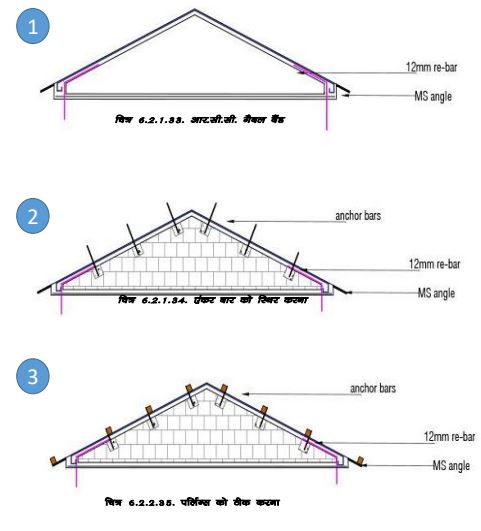 1
12mm re-bar
MS angle
चित्र 6.2.1.33. आर.सी.सी. गैवल बैंड
2
anchor bars
12mm re-bar
MS angle
चित्र 6.2.1.34. एंकर बार को स्थिर करना
3
anchor bars
12mm re-bar
MS angle
चित्र 6.2.2.35. पर्लिन्स को ठीक करना